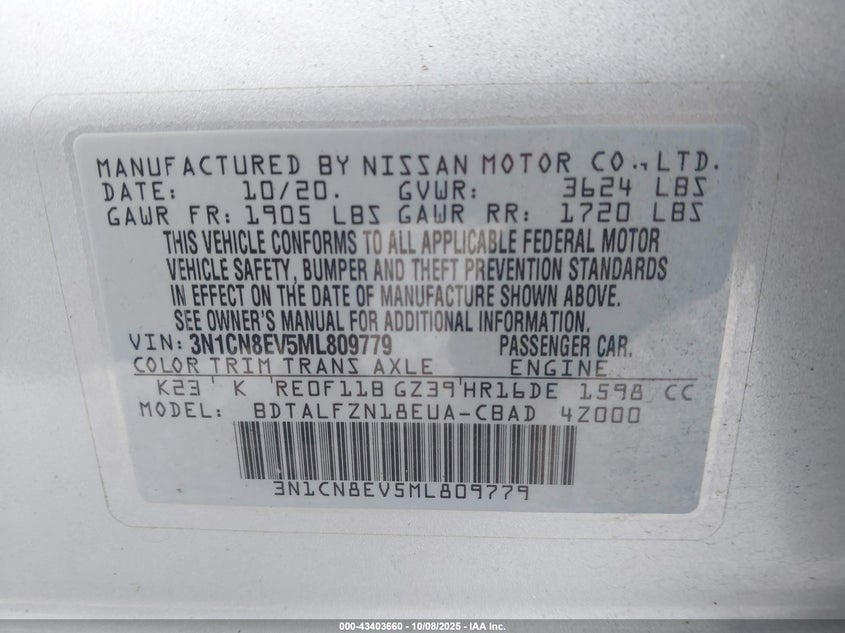 MANUFACTURED BY NISSAN MOTOR CO., LTD.
DATE: 10/20. GVWR: 3624 LBS
GAWR FR: 1905 LBS GAWR RR: 1720 LBS
THIS VEHICLE CONFORMS TO ALL APPLICABLE FEDERAL MOTOR
VEHICLE SAFETY, BUMPER AND THEFT PREVENTION STANDARDS
IN EFFECT ON THE DATE OF MANUFACTURE SHOWN ABOVE.
SEE OWNER'S MANUAL FOR ADDITIONAL INFORMATION.
VIN: 3N1CN8EV5ML809779 PASSENGER CAR.
COLOR TRIM TRANS AXLE ENGINE
K23 ' K 'RE0F11B GZ39'HR16DE 1598 CC
MODEL: BDTALFZN18EUA-CBAD 4Z000
3N1CN8EV5ML809779
000-43403660 - 10/08/2025 - IAA Inc.